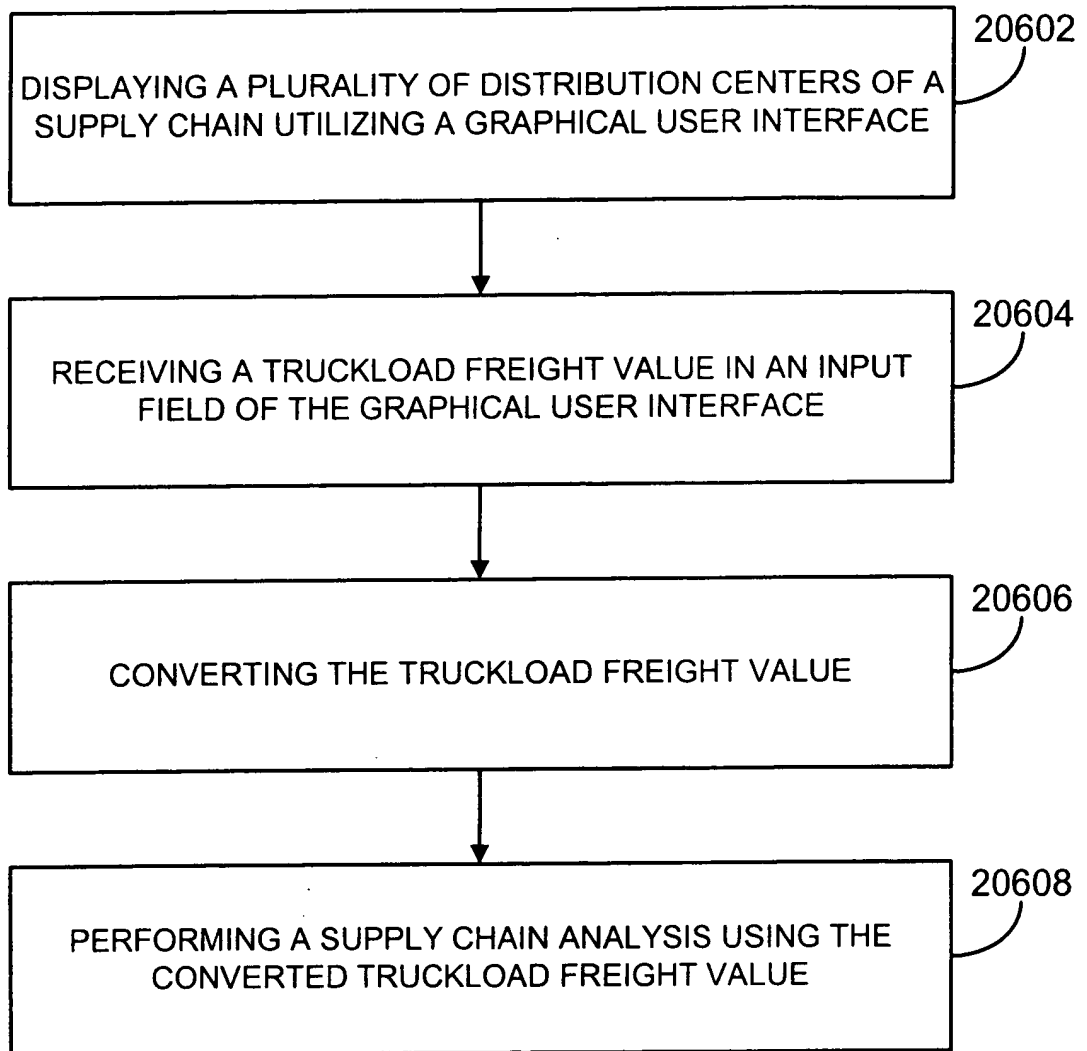 20602
DISPLAYING A PLURALITY OF DISTRIBUTION CENTERS OF A
SUPPLY CHAIN UTILIZING A GRAPHICAL USER INTERFACE
20604
RECEIVING A TRUCKLOAD FREIGHT VALUE IN AN INPUT
FIELD OF THE GRAPHICAL USER INTERFACE
20606
CONVERTING THE TRUCKLOAD FREIGHT VALUE
20608
PERFORMING A SUPPLY CHAIN ANALYSIS USING THE
CONVERTED TRUCKLOAD FREIGHT VALUE